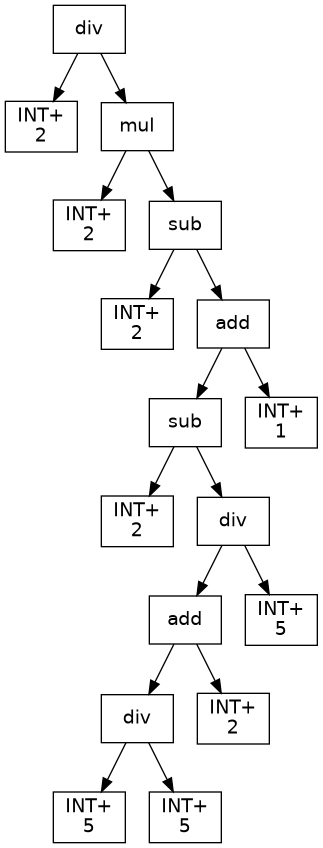 div
INT+
2
mul
INT+
2
sub
INT+
2
add
sub
INT+
1
INT+
2
div
add
INT+
5
div
INT+
2
INT+
5
INT+
5